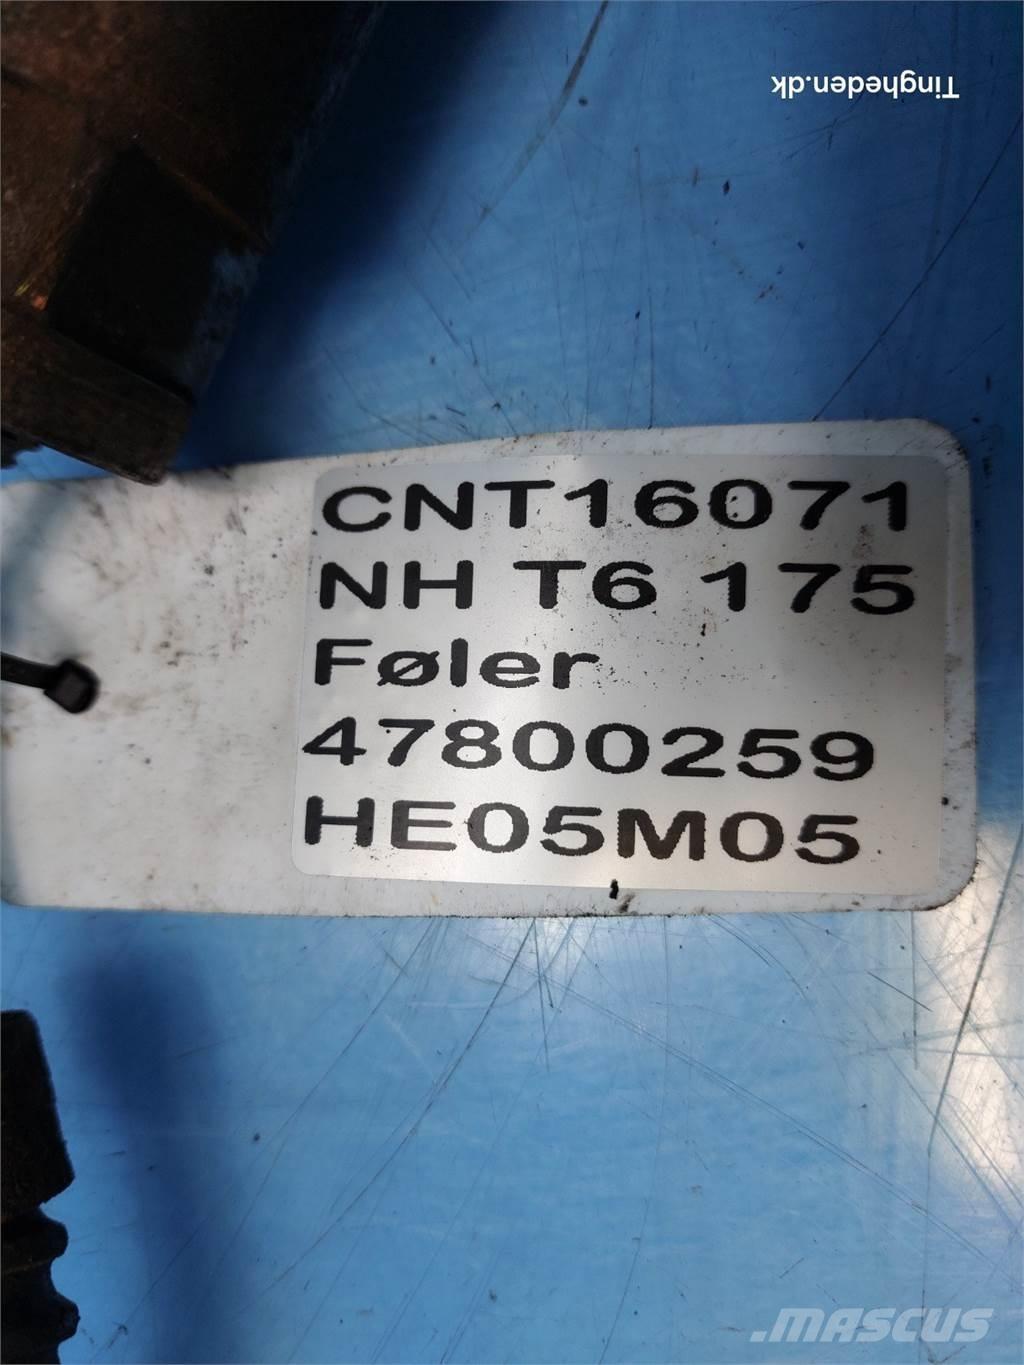 Tingheden.dk
CNT16071
NH T6 175
Føler
47800259
HE05M05
MASCUS